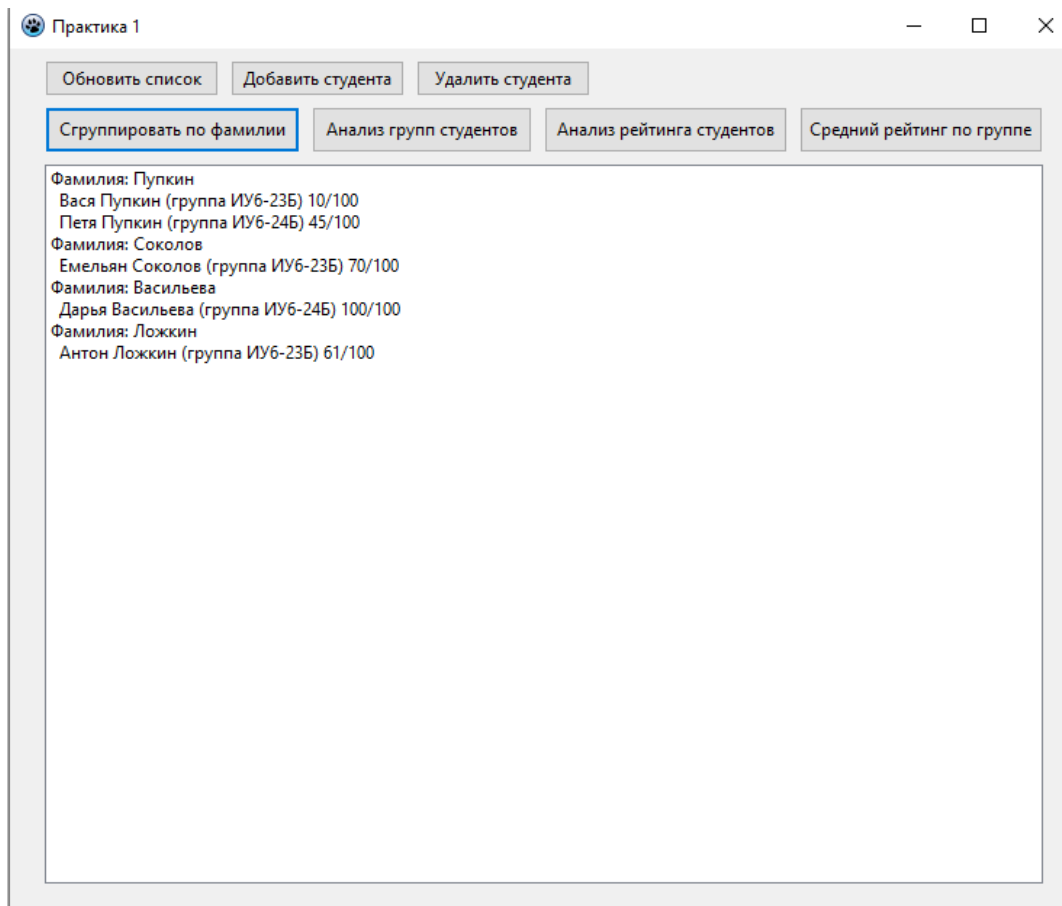 Практика 1
Обновить список Добавить студента Удалить студента
Сгруппировать по фамилии Анализ групп студентов Анализ рейтинга студентов Средний рейтинг по группе
Фамилия: Пупкин
Вася Пупкин (группа ИУ6-23Б) 10/100
Петя Пупкин (группа ИУ6-24Б) 45/100
Фамилия: Соколов
Емельян Соколов (группа ИУ6-23Б) 70/100
Фамилия: Васильева
Дарья Васильева (группа ИУ6-24Б) 100/100
Фамилия: Ложкин
Антон Ложкин (группа ИУ6-23Б) 61/100